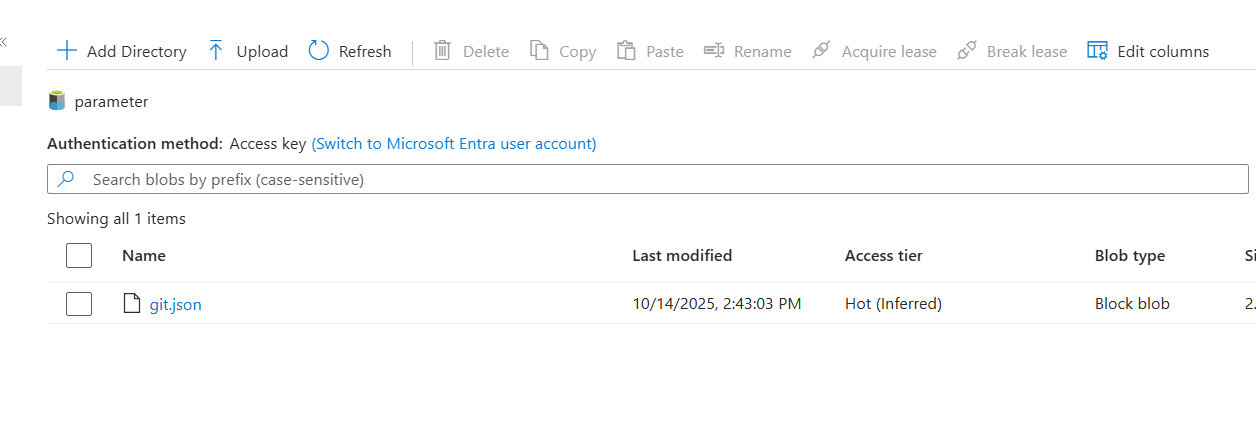 Add Directory Upload Refresh Delete Copy Paste Rename Acquire lease Break lease Edit columns
parameter
Authentication method: Access key (Switch to Microsoft Entra user account)
Search blobs by prefix (case-sensitive)
Showing all 1 items
Name Last modified Access tier Blob type
git.json 10/14/2025, 2:43:03 PM Hot (Inferred) Block blob